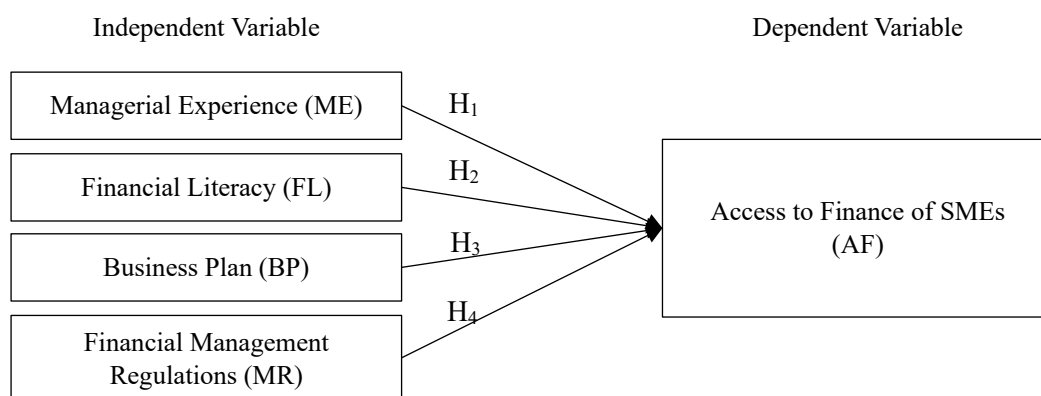 Independent Variable
Dependent Variable
Managerial Experience (ME)
H₁
Financial Literacy (FL)
H₂
Business Plan (BP)
H₃
Financial Management
Regulations (MR)
H₄
Access to Finance of SMEs
(AF)